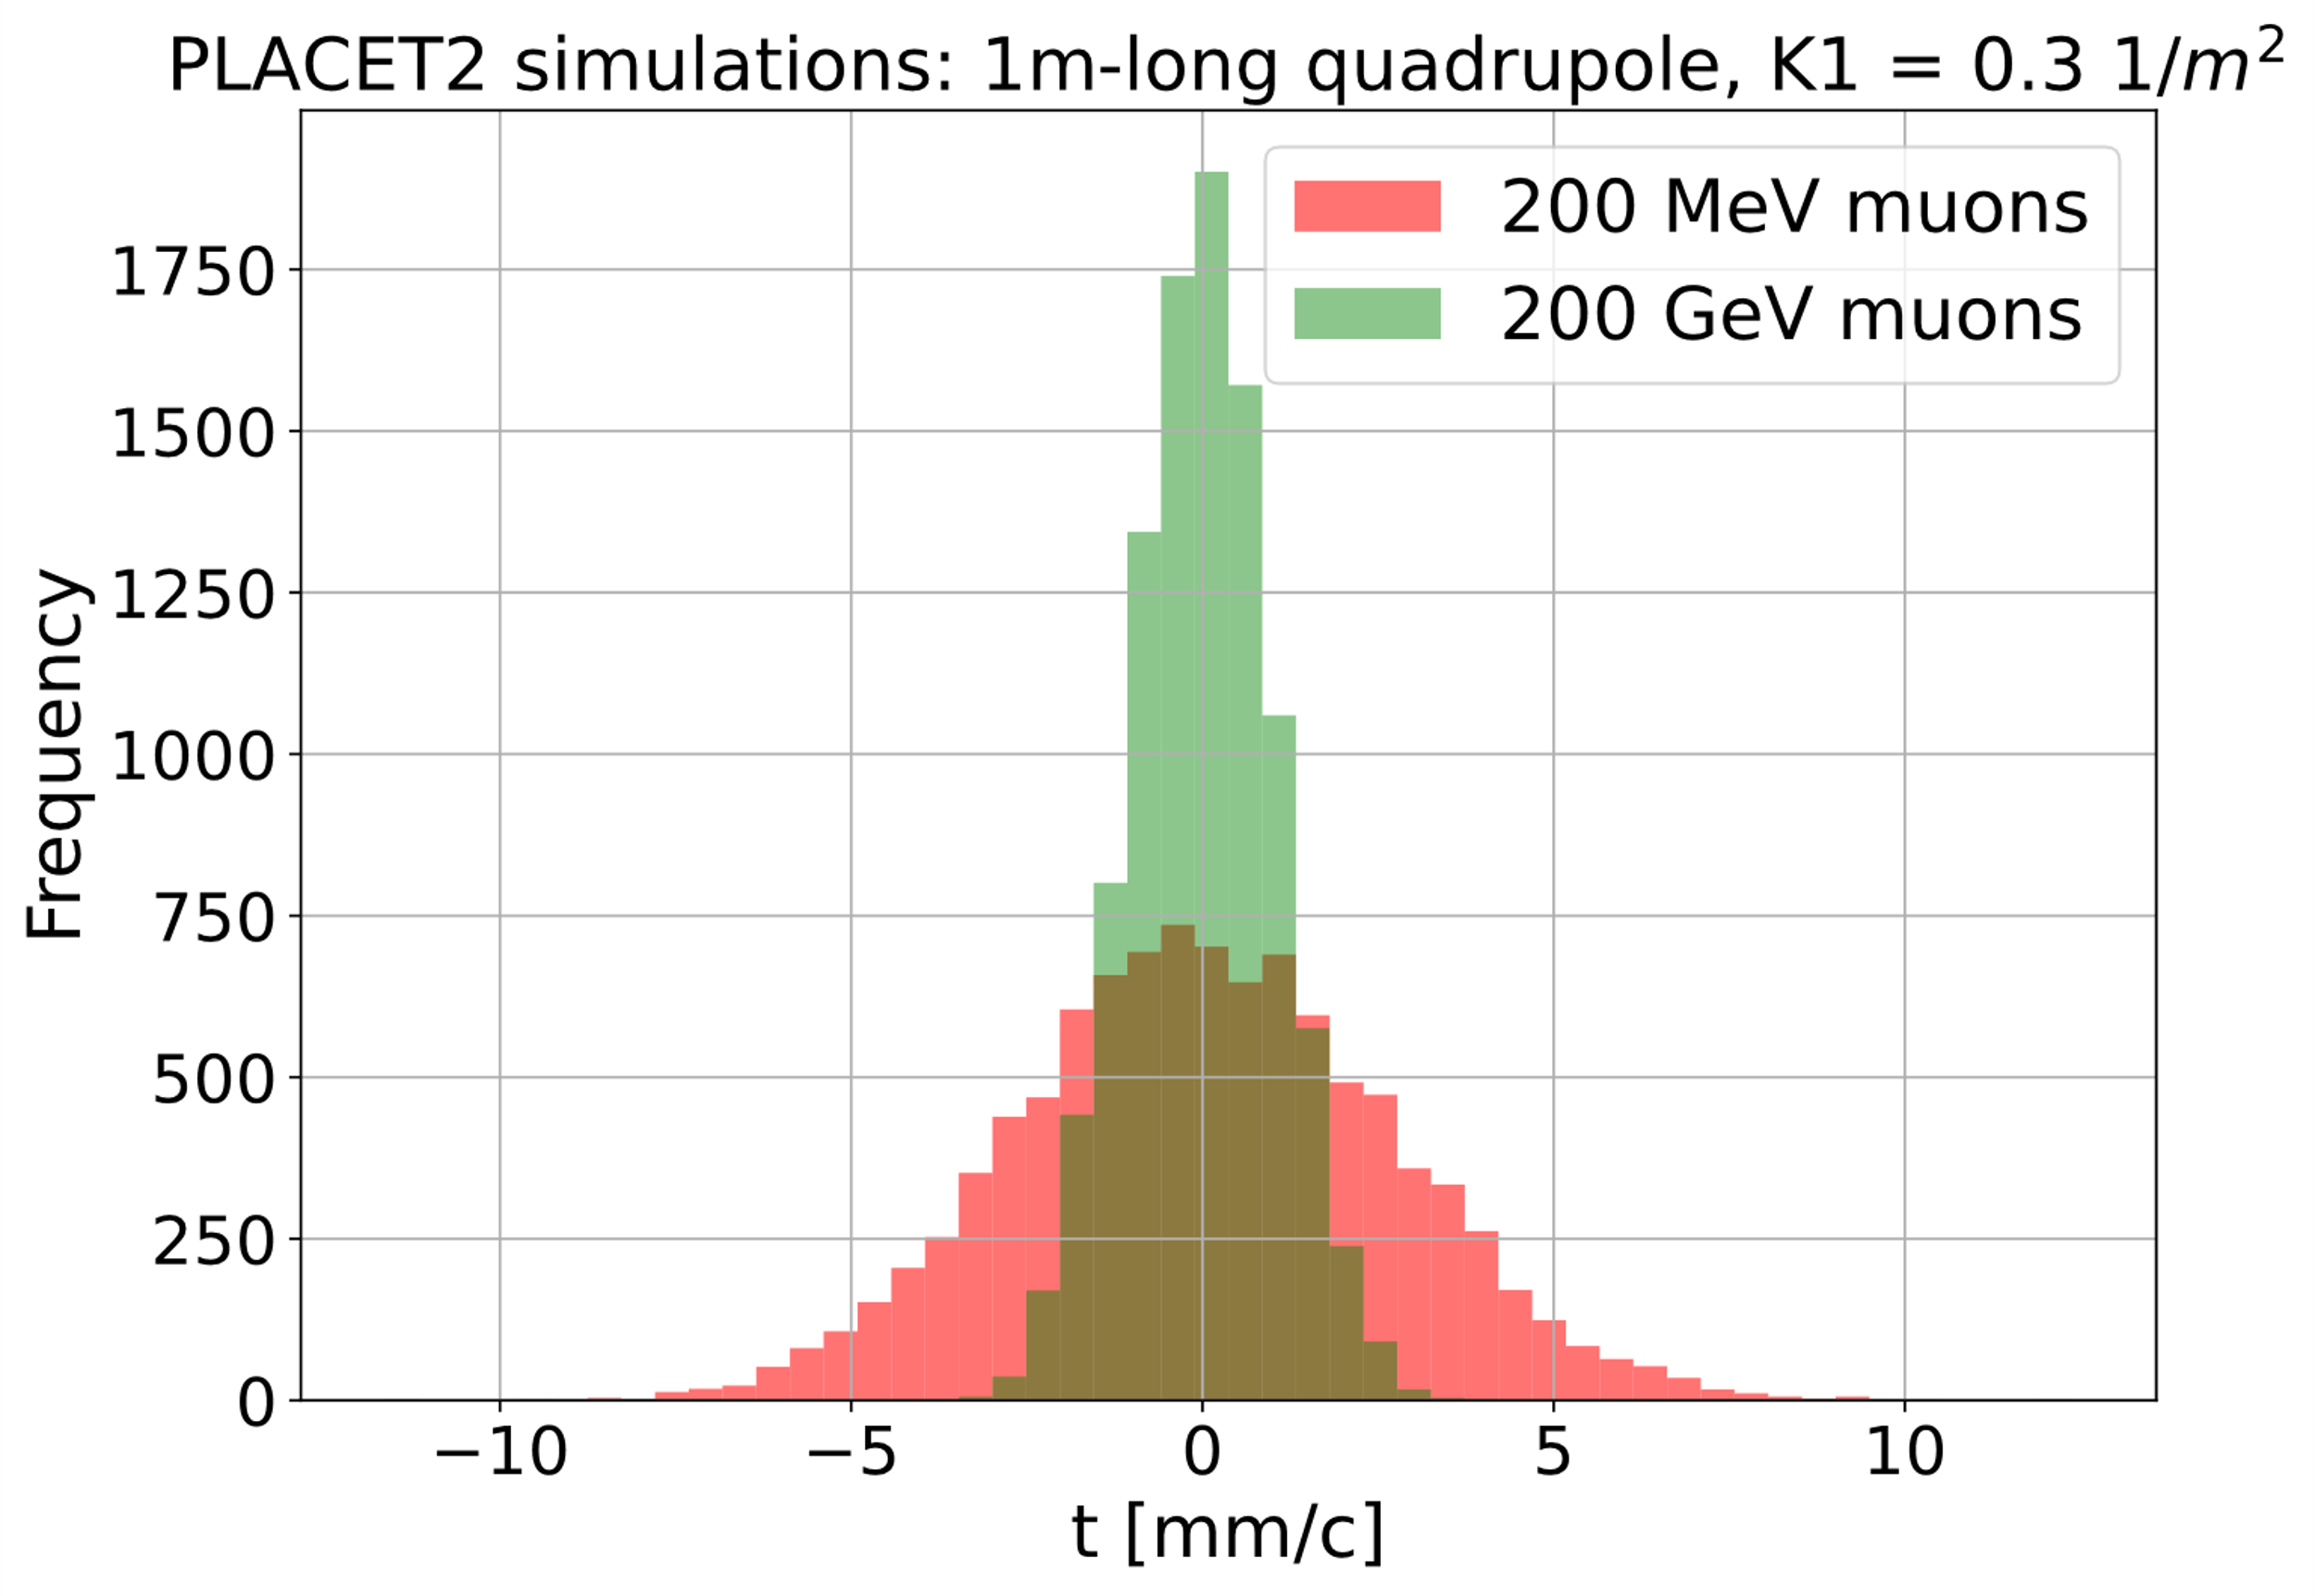 PLACET2 simulations: 1m-long quadrupole, K1 = 0.3 1/m²
200 MeV muons
200 GeV muons
Frequency
1750
1500
1250
1000
750
500
250
0
−10 −5 0 5 10
t [mm/c]